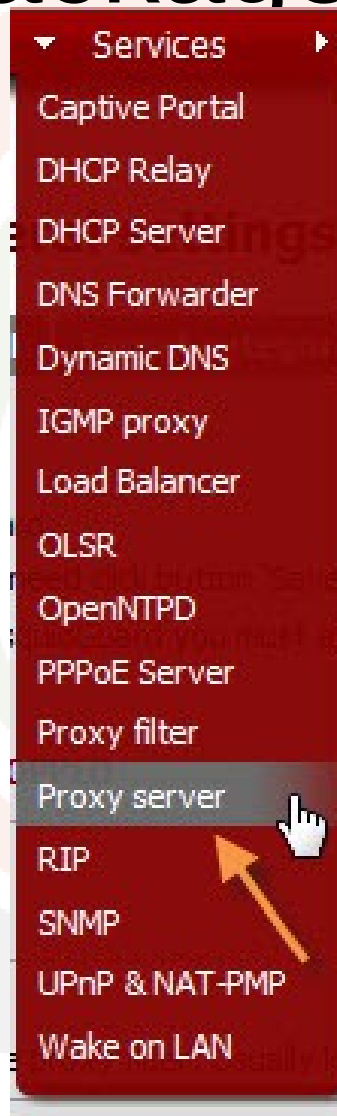 Services
Captive Portal
DHCP Relay
DHCP Server
DNS Forwarder
Dynamic DNS
IGMP proxy
Load Balancer
OLSR
OpenNTPD
PPPoE Server
Proxy filter
Proxy server
RIP
SNMP
UPnP & NAT-PMP
Wake on LAN